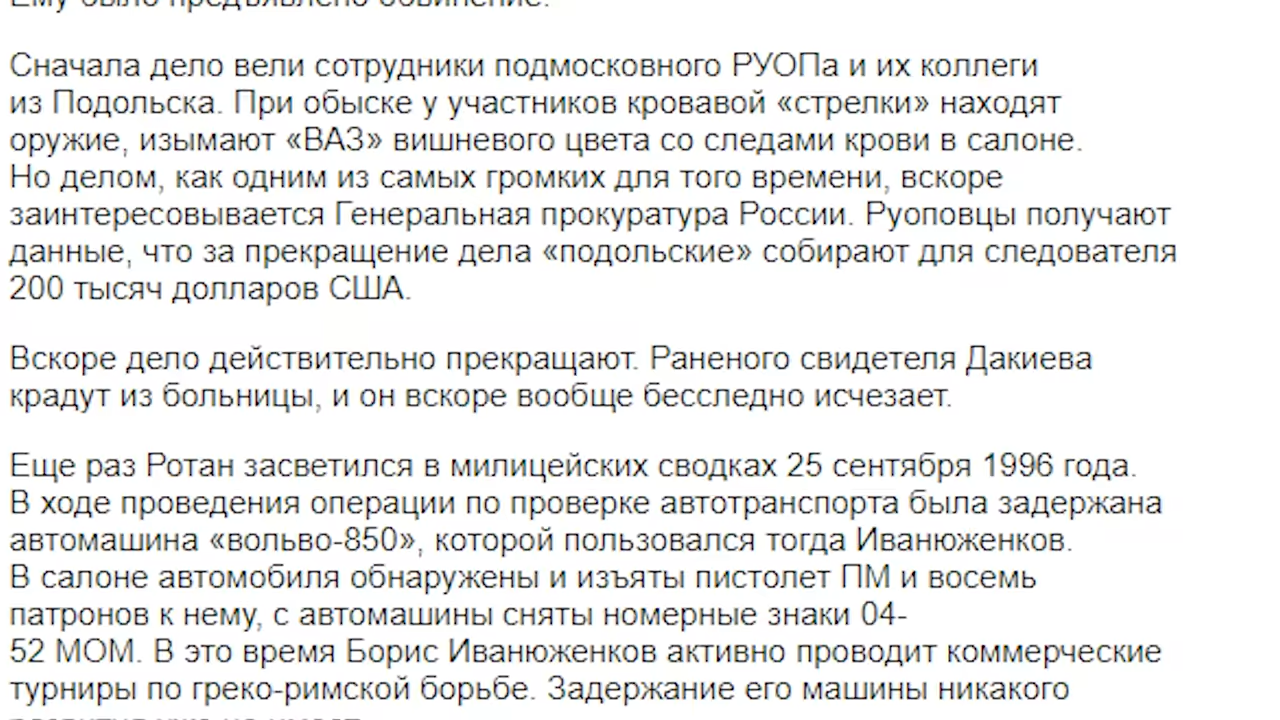 Ему было предъявлено обвинение.
Сначала дело вели сотрудники подмосковного РУОПа и их коллеги
из Подольска. При обыске у участников кровавой «стрелки» находят
оружие, изымают «ВАЗ» вишневого цвета со следами крови в салоне.
Но делом, как одним из самых громких для того времени, вскоре
заинтересовывается Генеральная прокуратура России. Руоповцы получают
данные, что за прекращение дела «подольские» собирают для следователя
200 тысяч долларов США.
Вскоре дело действительно прекращают. Раненого свидетеля Дакиева
крадут из больницы, и он вскоре вообще бесследно исчезает.
Еще раз Ротан засветился в милицейских сводках 25 сентября 1996 года.
В ходе проведения операции по проверке автотранспорта была задержана
автомашина «вольво-850», которой пользовался тогда Иванюженков.
В салоне автомобиля обнаружены и изъяты пистолет ПМ и восемь
патронов к нему, с автомашины сняты номерные знаки 04-
52 МОМ. В это время Борис Иванюженков активно проводит коммерческие
турниры по греко-римской борьбе. Задержание его машины никакого